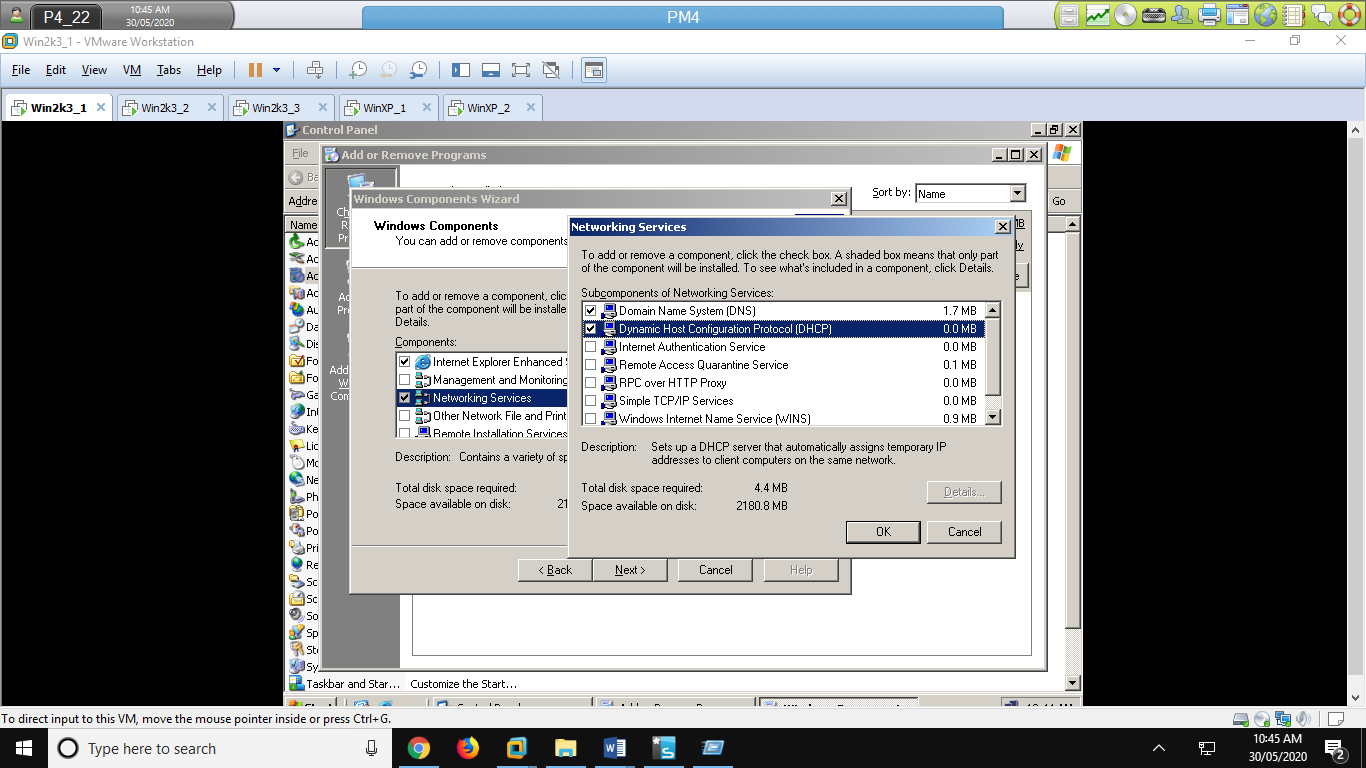 P4_22
10:45 AM
30/05/2020
PM4
Win2k3_1 - VMware Workstation
File Edit View VM Tabs Help
Win2k3_1 Win2k3_2 Win2k3_3 WinXP_1 WinXP_2
Control Panel
File
Add or Remove Programs
Ba
Sort by: Name
Addre
Go
Windows Components Wizard
Windows Components
You can add or remove components
To add or remove a component, clic
part of the component will be installe
Details.
Components:
Internet Explorer Enhanced
Management and Monitoring
Networking Services
Other Network File and Print
Remote Installation Services
Description: Contains a variety of sp
Total disk space required:
Space available on disk: 21
< Back Next > Cancel Help
Networking Services
To add or remove a component, click the check box. A shaded box means that only part
of the component will be installed. To see what's included in a component, click Details.
Subcomponents of Networking Services:
Domain Name System (DNS) 1.7 MB
Dynamic Host Configuration Protocol (DHCP) 0.0 MB
Internet Authentication Service 0.0 MB
Remote Access Quarantine Service 0.1 MB
RPC over HTTP Proxy 0.0 MB
Simple TCP/IP Services 0.0 MB
Windows Internet Name Service (WINS) 0.9 MB
Description: Sets up a DHCP server that automatically assigns temporary IP
addresses to client computers on the same network.
Total disk space required: 4.4 MB
Space available on disk: 2180.8 MB
Details...
OK Cancel
Name
Taskbar and Star... Customize the Start...
To direct input to this VM, move the mouse pointer inside or press Ctrl+G.
Type here to search
10:45 AM
30/05/2020
2